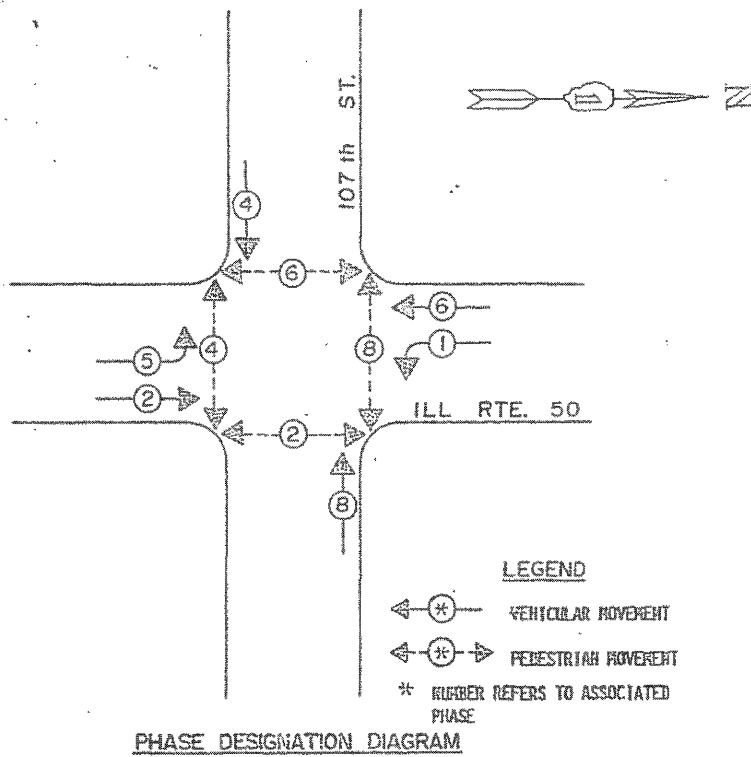 107th ST.
N
4
6
6
5
4
8
1
2
ILL RTE. 50
2
8
LEGEND
* VEHICULAR MOVEMENT
* PEDESTRIAN MOVEMENT
* NUMBER REFERS TO ASSOCIATED
PHASE
PHASE DESIGNATION DIAGRAM